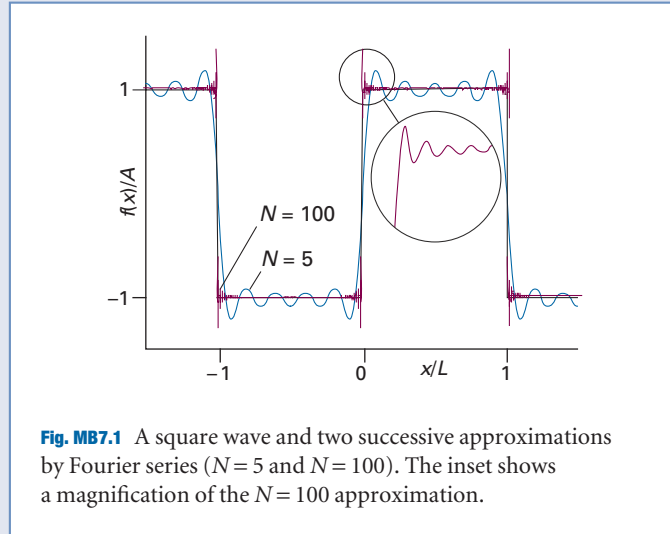 1
f(x)/A
N = 100
N = 5
−1
−1
0
x/L
1
Fig. MB7.1 A square wave and two successive approximations
by Fourier series (N = 5 and N = 100). The inset shows
a magnification of the N = 100 approximation.